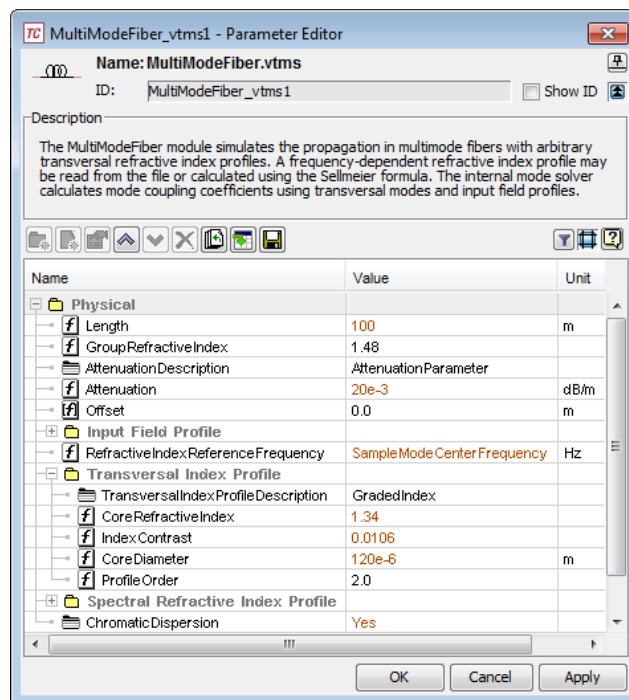 TC MultiModeFiber_vtms1 - Parameter Editor
Name: MultiModeFiber.vtms
ID: MultiModeFiber_vtms1 Show ID
Description
The MultiModeFiber module simulates the propagation in multimode fibers with arbitrary
transversal refractive index profiles. A frequency-dependent refractive index profile may
be read from the file or calculated using the Sellmeier formula. The internal mode solver
calculates mode coupling coefficients using transversal modes and input field profiles.
Name Value Unit
Physical
f Length 100 m
f GroupRefractiveIndex 1.48
AttenuationDescription AttenuationParameter
f Attenuation 20e-3 dB/m
[f] Offset 0.0 m
Input Field Profile
f RefractiveIndexReferenceFrequency SampleModeCenterFrequency Hz
Transversal Index Profile
TransversalIndexProfileDescription GradedIndex
f CoreRefractiveIndex 1.34
f IndexContrast 0.0106
f CoreDiameter 120e-6 m
f ProfileOrder 2.0
Spectral Refractive Index Profile
ChromaticDispersion Yes
OK Cancel Apply